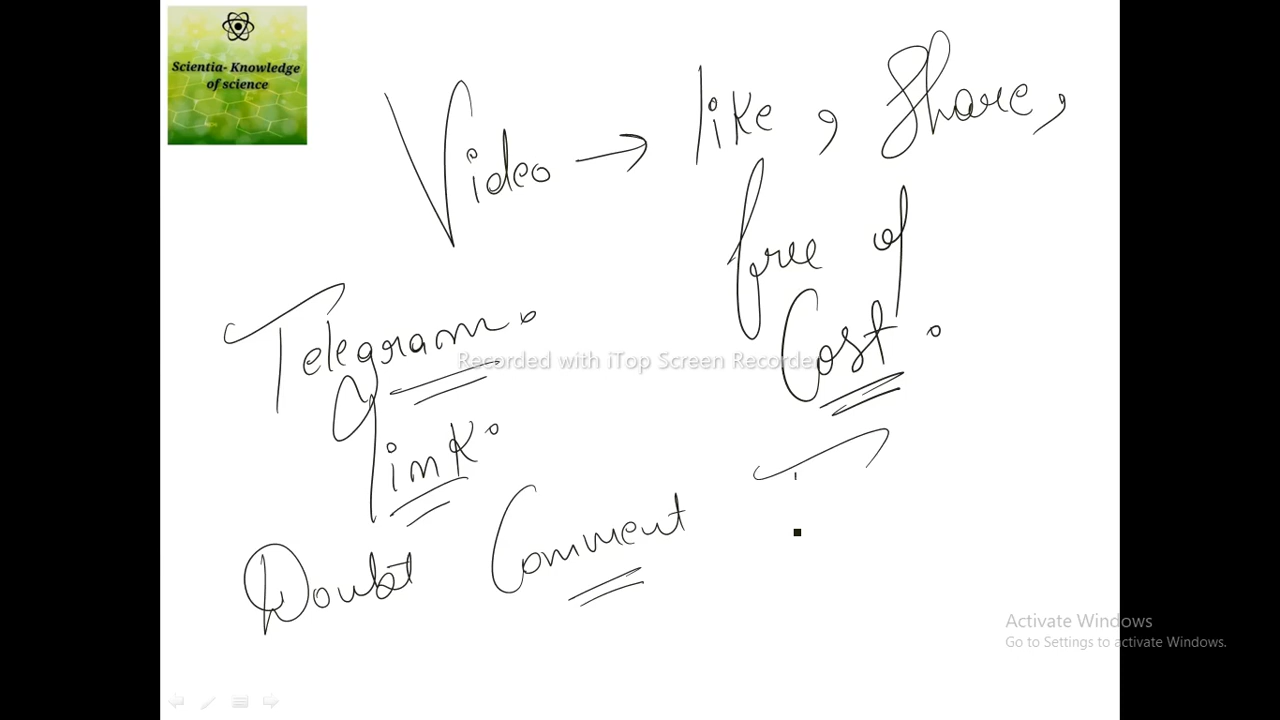 Scientia- Knowledge
of science
Video → like, Share,
free of
Cost.
Telegram.
link.
Doubt Comment
Recorded with iTop Screen Recorder
Activate Windows
Go to Settings to activate Windows.